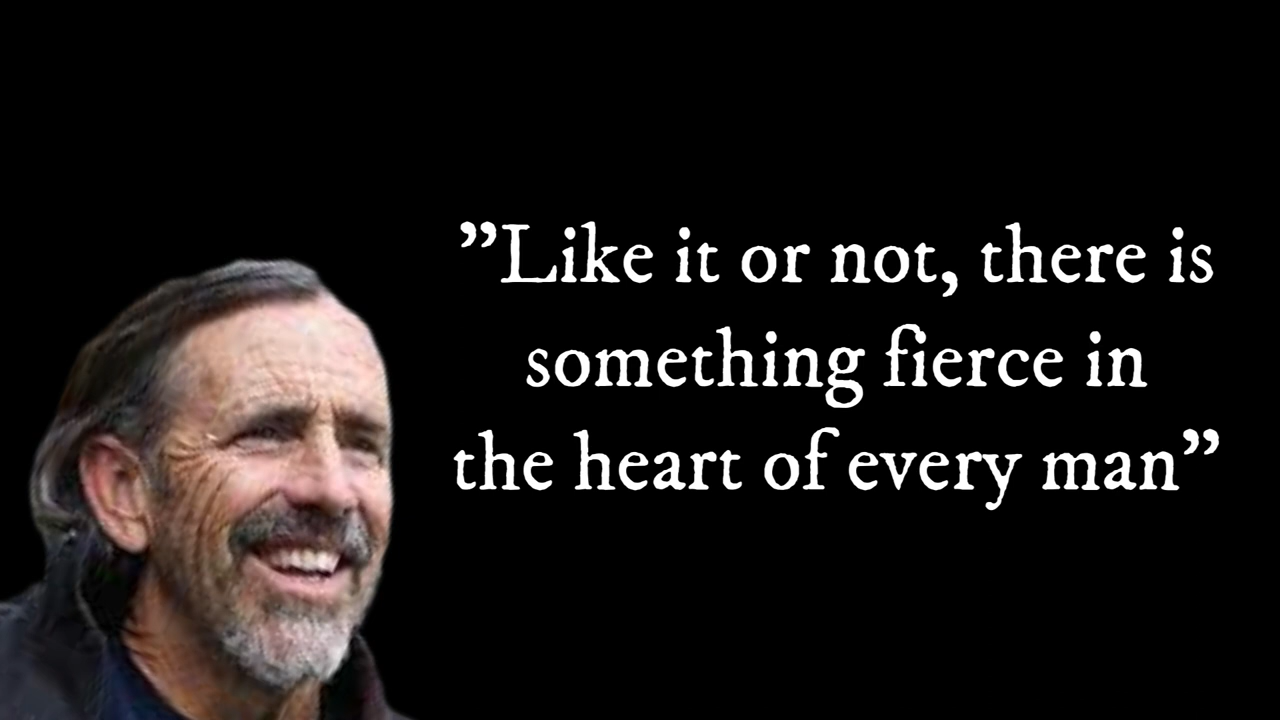 ”Like it or not, there is
something fierce in
the heart of every man”